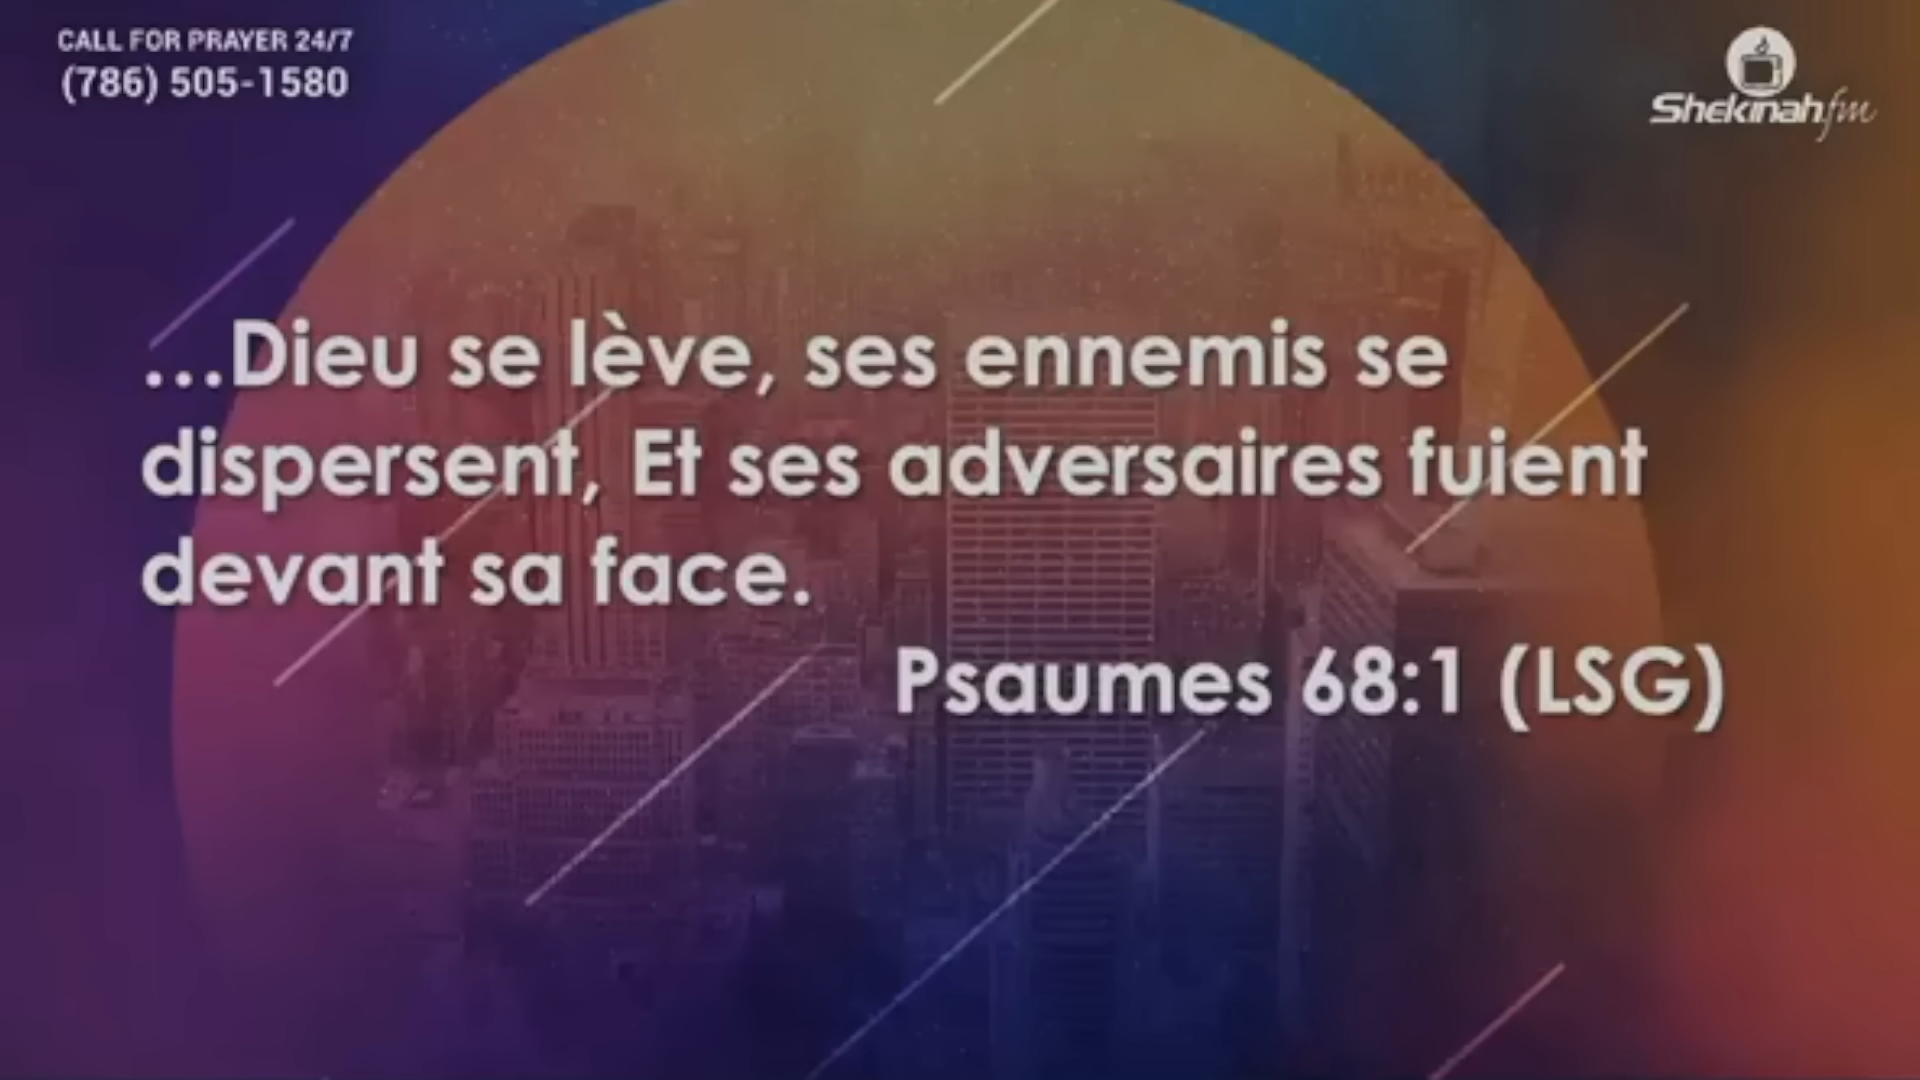 CALL FOR PRAYER 24/7
(786) 505-1580
Shekinah.fm
...Dieu se lève, ses ennemis se
dispersent, Et ses adversaires fuient
devant sa face.
Psaumes 68:1 (LSG)